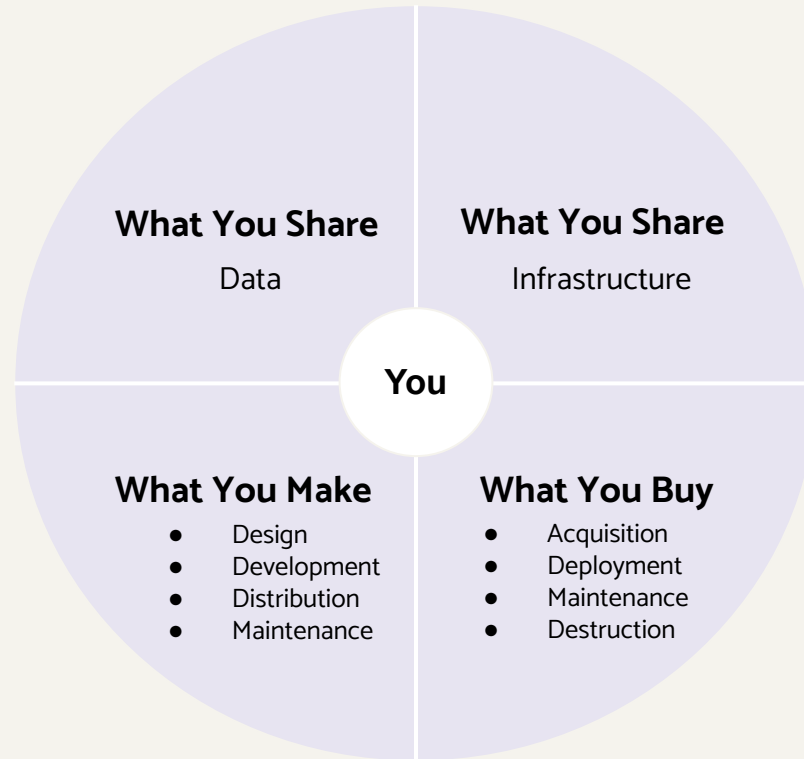 What You Share
Data
What You Share
Infrastructure
You
What You Make
● Design
● Development
● Distribution
● Maintenance
What You Buy
● Acquisition
● Deployment
● Maintenance
● Destruction